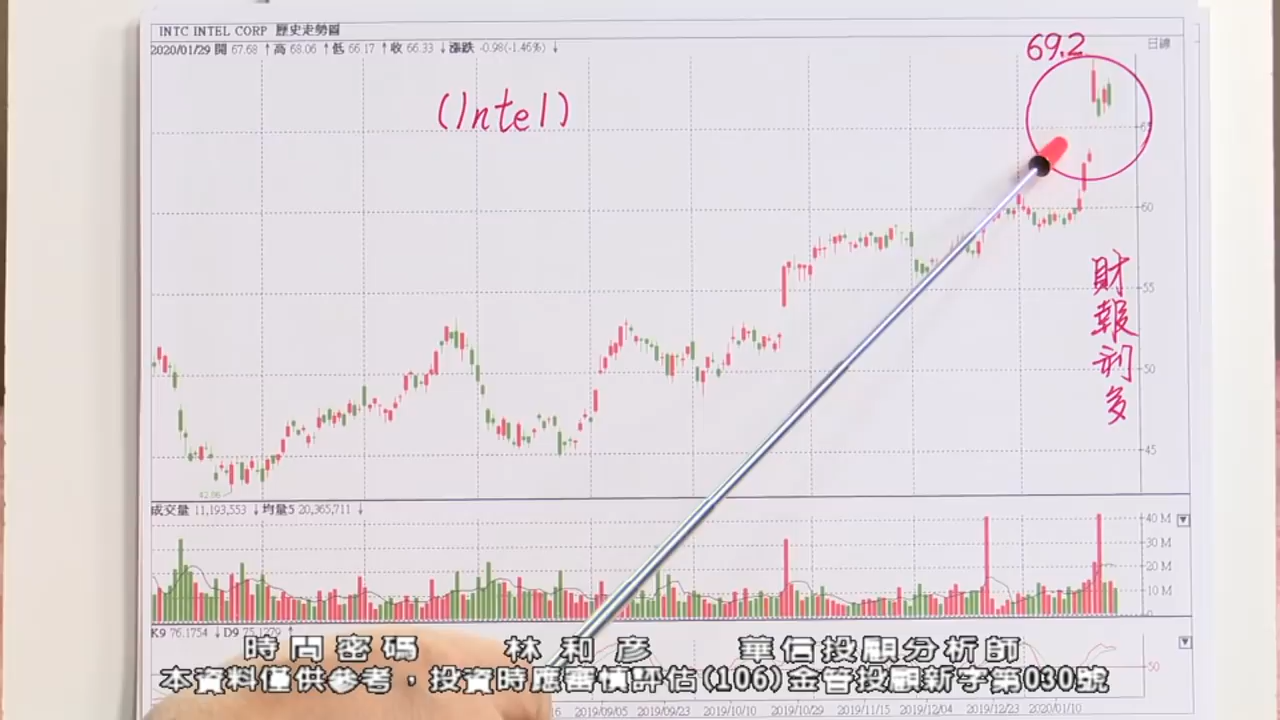 INTC INTEL CORP 歷史走勢圖
2020/01/29 開 67.68 ↑高 68.06 ↑低 66.17 ↑收 66.33 ↓漲跌 -0.98(-1.46%) ↓
日線
69.2
(Intel)
65
60
55
50
45
財報利多
42.86
成交量 11,193,553 ↓均量5 20,365,711 ↓
40 M
30 M
20 M
10 M
0
K9 76.1754 ↓D9 75.1279 ↑
50
時間密碼 林和彥 華信投顧分析師
本資料僅供參考，投資時應審慎評估(106)金管投顧新字第030號
16 2019/09/05 2019/09/23 2019/10/10 2019/10/29 2019/11/15 2019/12/04 2019/12/23 2020/01/10